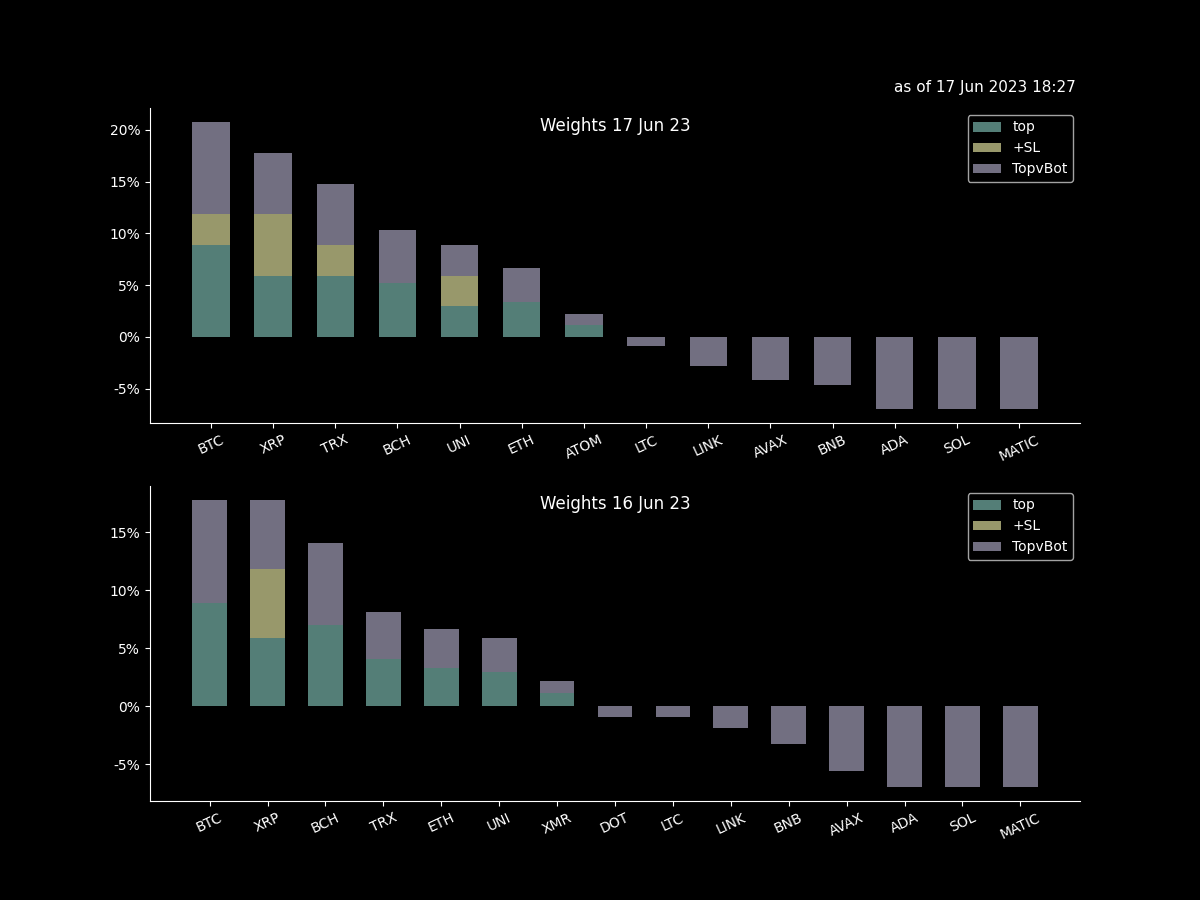 as of 17 Jun 2023 18:27
Weights 17 Jun 23
top
+SL
TopvBot
20%
15%
10%
5%
0%
-5%
BTC XRP TRX BCH UNI ETH ATOM LTC LINK AVAX BNB ADA SOL MATIC
Weights 16 Jun 23
top
+SL
TopvBot
15%
10%
5%
0%
-5%
BTC XRP BCH TRX ETH UNI XMR DOT LTC LINK BNB AVAX ADA SOL MATIC